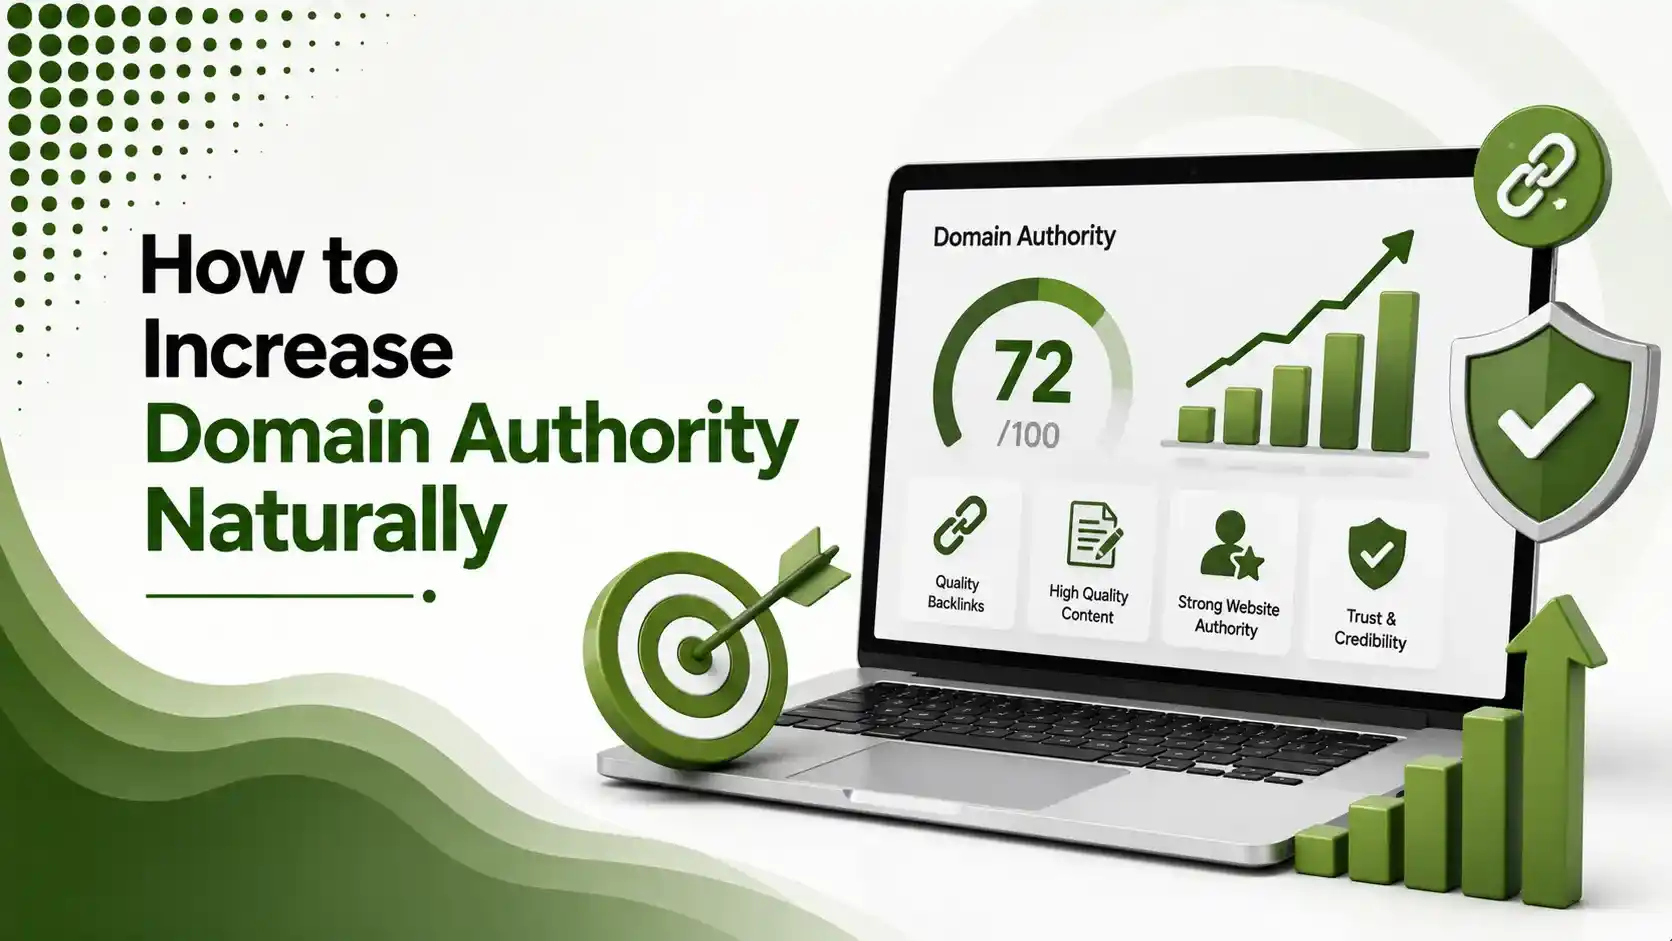 How to
Increase
Domain Authority
Naturally
Domain Authority
72
/100
Quality
Backlinks
High Quality
Content
Strong Website
Authority
Trust &
Credibility